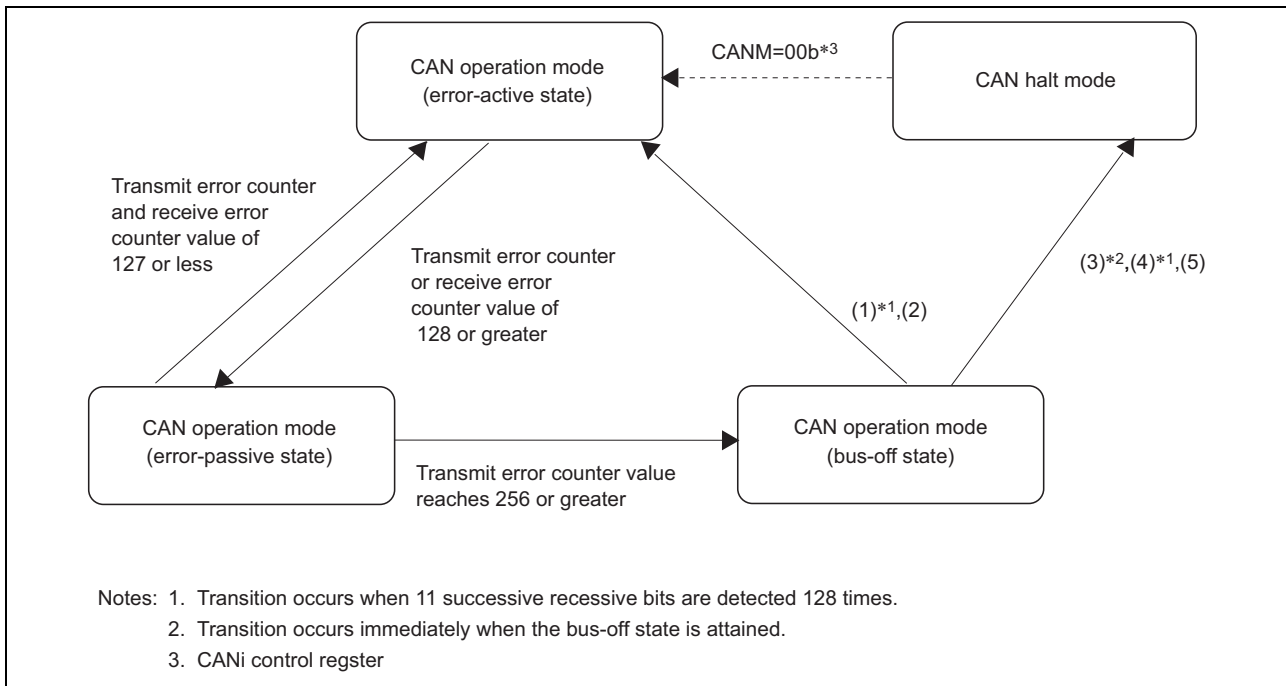 CAN operation mode
(error-active state)
CANM=00b*3
CAN halt mode
Transmit error counter
and receive error
counter value of
127 or less
Transmit error counter
or receive error
counter value of
128 or greater
(1)*1,(2)
(3)*2,(4)*1,(5)
CAN operation mode
(error-passive state)
Transmit error counter value
reaches 256 or greater
CAN operation mode
(bus-off state)
Notes: 1. Transition occurs when 11 successive recessive bits are detected 128 times.
2. Transition occurs immediately when the bus-off state is attained.
3. CANi control regster